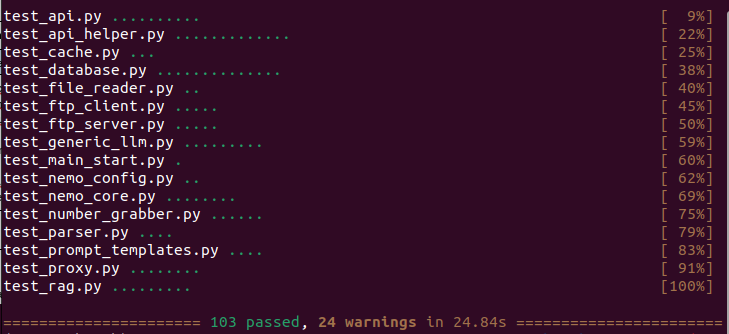 test_api.py .......... [  9%]
test_api_helper.py ............. [ 22%]
test_cache.py ... [ 25%]
test_database.py .............. [ 38%]
test_file_reader.py .. [ 40%]
test_ftp_client.py ..... [ 45%]
test_ftp_server.py ..... [ 50%]
test_generic_llm.py ......... [ 59%]
test_main_start.py . [ 60%]
test_nemo_config.py .. [ 62%]
test_nemo_core.py ........ [ 69%]
test_number_grabber.py ...... [ 75%]
test_parser.py .... [ 79%]
test_prompt_templates.py .... [ 83%]
test_proxy.py ........ [ 91%]
test_rag.py ......... [100%]
====================== 103 passed, 24 warnings in 24.84s =======================